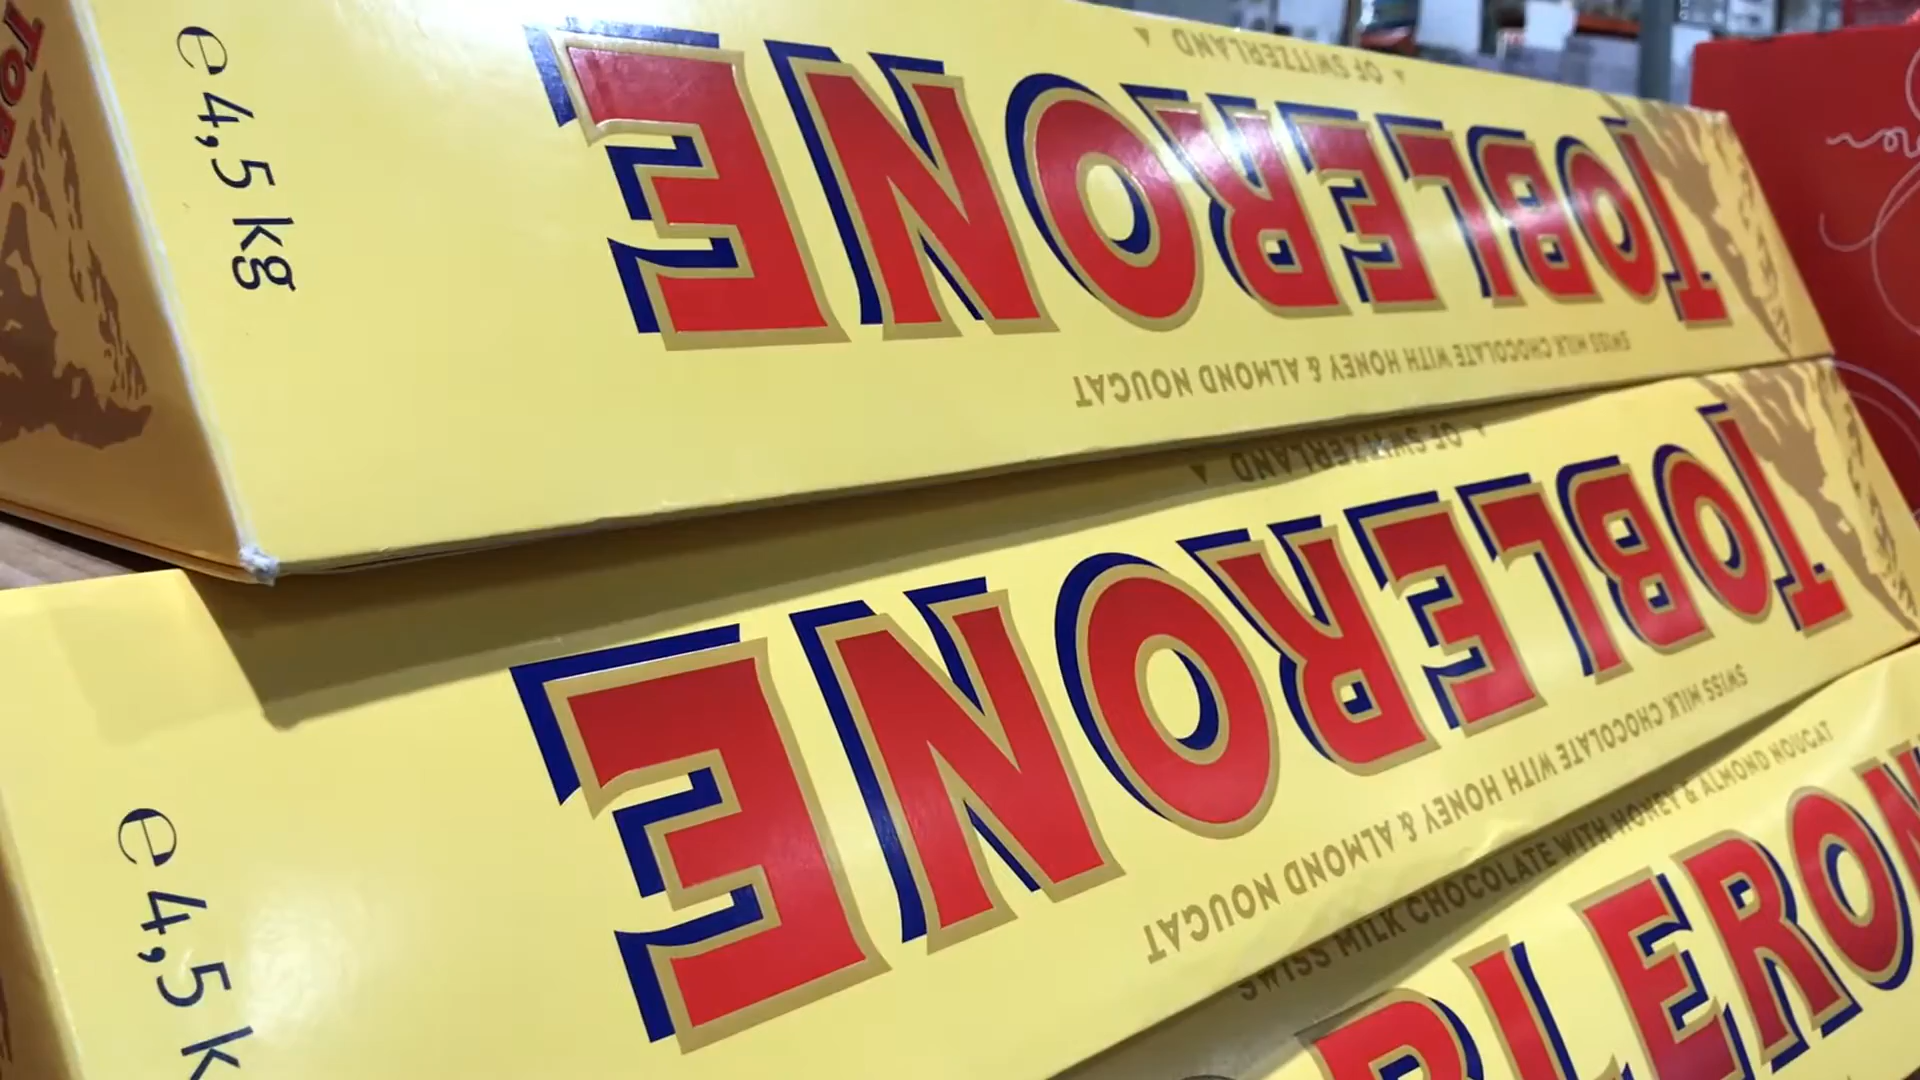 TOBLERONE
OF SWITZERLAND
TOBLERONE
SWISS MILK CHOCOLATE WITH HONEY & ALMOND NOUGAT
e 4,5 kg
OF SWITZERLAND
TOBLERONE
SWISS MILK CHOCOLATE WITH HONEY & ALMOND NOUGAT
e 4,5 k
SWISS MILK CHOCOLATE WITH HONEY & ALMOND NOUGAT
BLERON